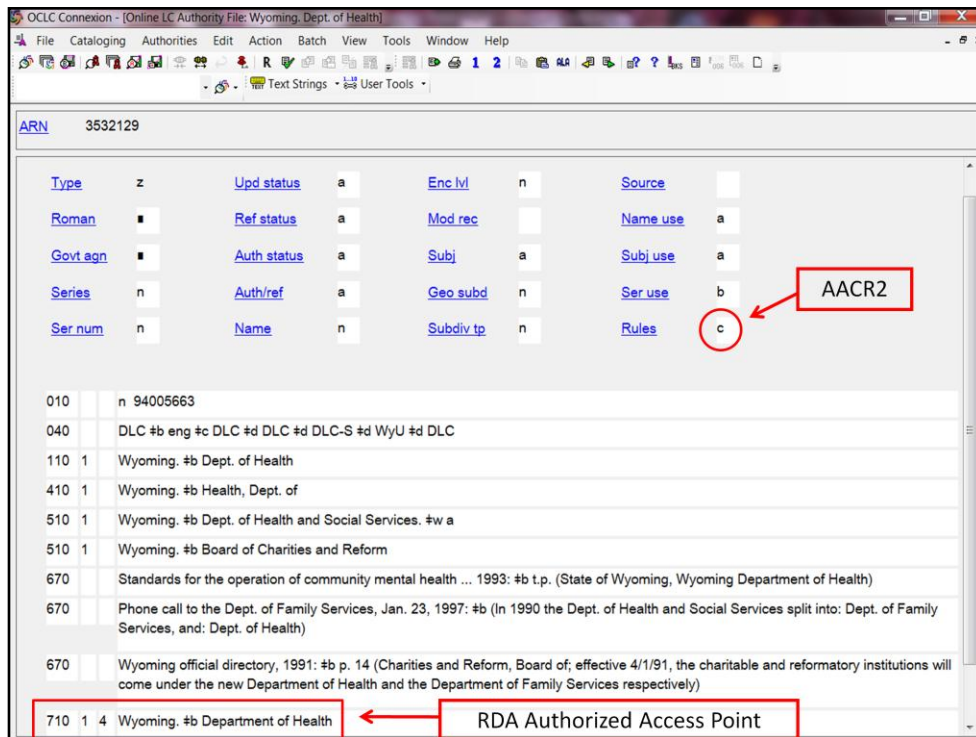 OCLC Connexion - [Online LC Authority File: Wyoming. Dept. of Health]
File Cataloging Authorities Edit Action Batch View Tools Window Help
R 1 2 ALA ? ?
Text Strings User Tools
ARN 3532129
Type z Upd status a Enc lvl n Source
Roman ■ Ref status a Mod rec Name use a
Govt agn ■ Auth status a Subj a Subj use a
Series n Auth/ref a Geo subd n Ser use b
AACR2
Ser num n Name n Subdiv tp n Rules c
010 n 94005663
040 DLC ‡b eng ‡c DLC ‡d DLC ‡d DLC-S ‡d WyU ‡d DLC
110 1 Wyoming. ‡b Dept. of Health
410 1 Wyoming. ‡b Health, Dept. of
510 1 Wyoming. ‡b Dept. of Health and Social Services. ‡w a
510 1 Wyoming. ‡b Board of Charities and Reform
670 Standards for the operation of community mental health ... 1993: ‡b t.p. (State of Wyoming, Wyoming Department of Health)
670 Phone call to the Dept. of Family Services, Jan. 23, 1997: ‡b (In 1990 the Dept. of Health and Social Services split into: Dept. of Family
Services, and: Dept. of Health)
670 Wyoming official directory, 1991: ‡b p. 14 (Charities and Reform, Board of; effective 4/1/91, the charitable and reformatory institutions will
come under the new Department of Health and the Department of Family Services respectively)
710 1 4 Wyoming. ‡b Department of Health
RDA Authorized Access Point